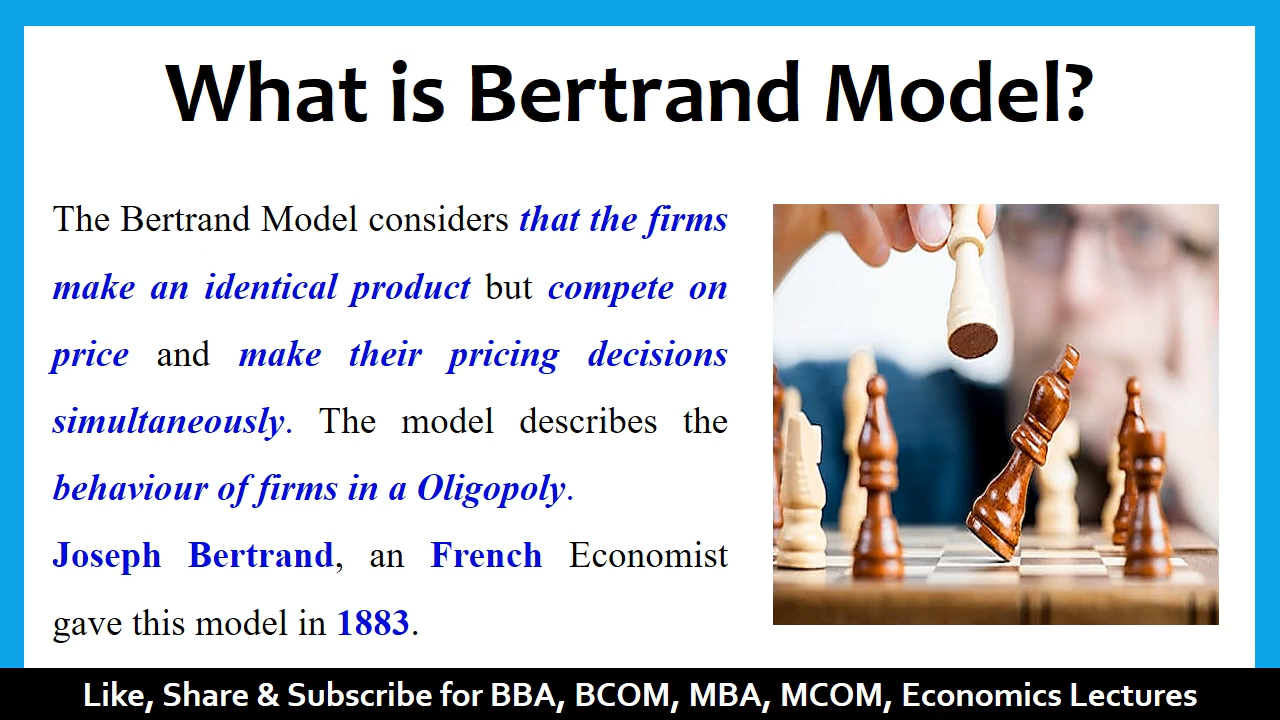 What is Bertrand Model?
The Bertrand Model considers that the firms
make an identical product but compete on
price and make their pricing decisions
simultaneously. The model describes the
behaviour of firms in a Oligopoly.
Joseph Bertrand, an French Economist
gave this model in 1883.
Like, Share & Subscribe for BBA, BCOM, MBA, MCOM, Economics Lectures